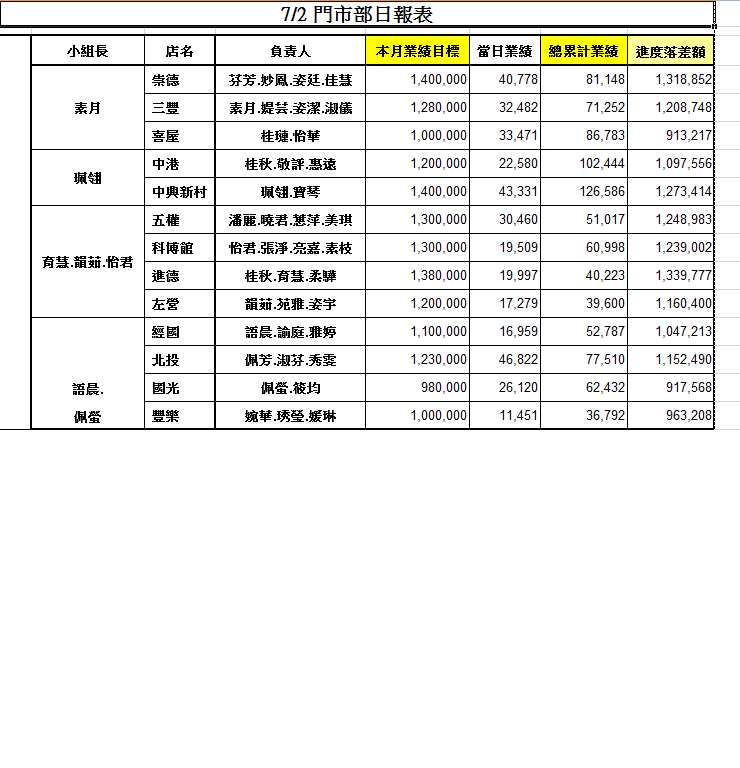 7/2 門市部日報表
小組長 店名 負責人 本月業績目標 當日業績 總累計業績 進度落差額
素月 崇德 芬芳.妙鳳.姿廷.佳慧 1,400,000 40,778 81,148 1,318,852
三豐 素月.緹芸.姿潔.淑儀 1,280,000 32,482 71,252 1,208,748
喜屋 桂璉.怡華 1,000,000 33,471 86,783 913,217
珮翎 中港 桂秋.敬評.惠遠 1,200,000 22,580 102,444 1,097,556
中興新村 珮翎.寶琴 1,400,000 43,331 126,586 1,273,414
育慧.韻茹.怡君 五權 潘麗.曉君.蕙萍.美琪 1,300,000 30,460 51,017 1,248,983
科博館 怡君.張淨.亮嘉.素枝 1,300,000 19,509 60,998 1,239,002
進德 桂秋.育慧.柔驊 1,380,000 19,997 40,223 1,339,777
左營 韻茹.苑雅.姿宇 1,200,000 17,279 39,600 1,160,400
經國 語晨.諭庭.雅婷 1,100,000 16,959 52,787 1,047,213
北投 佩芳.淑芬.秀雯 1,230,000 46,822 77,510 1,152,490
語晨. 國光 佩螢.筱均 980,000 26,120 62,432 917,568
佩螢 豐樂 婉華.琇瑩.媛琳 1,000,000 11,451 36,792 963,208